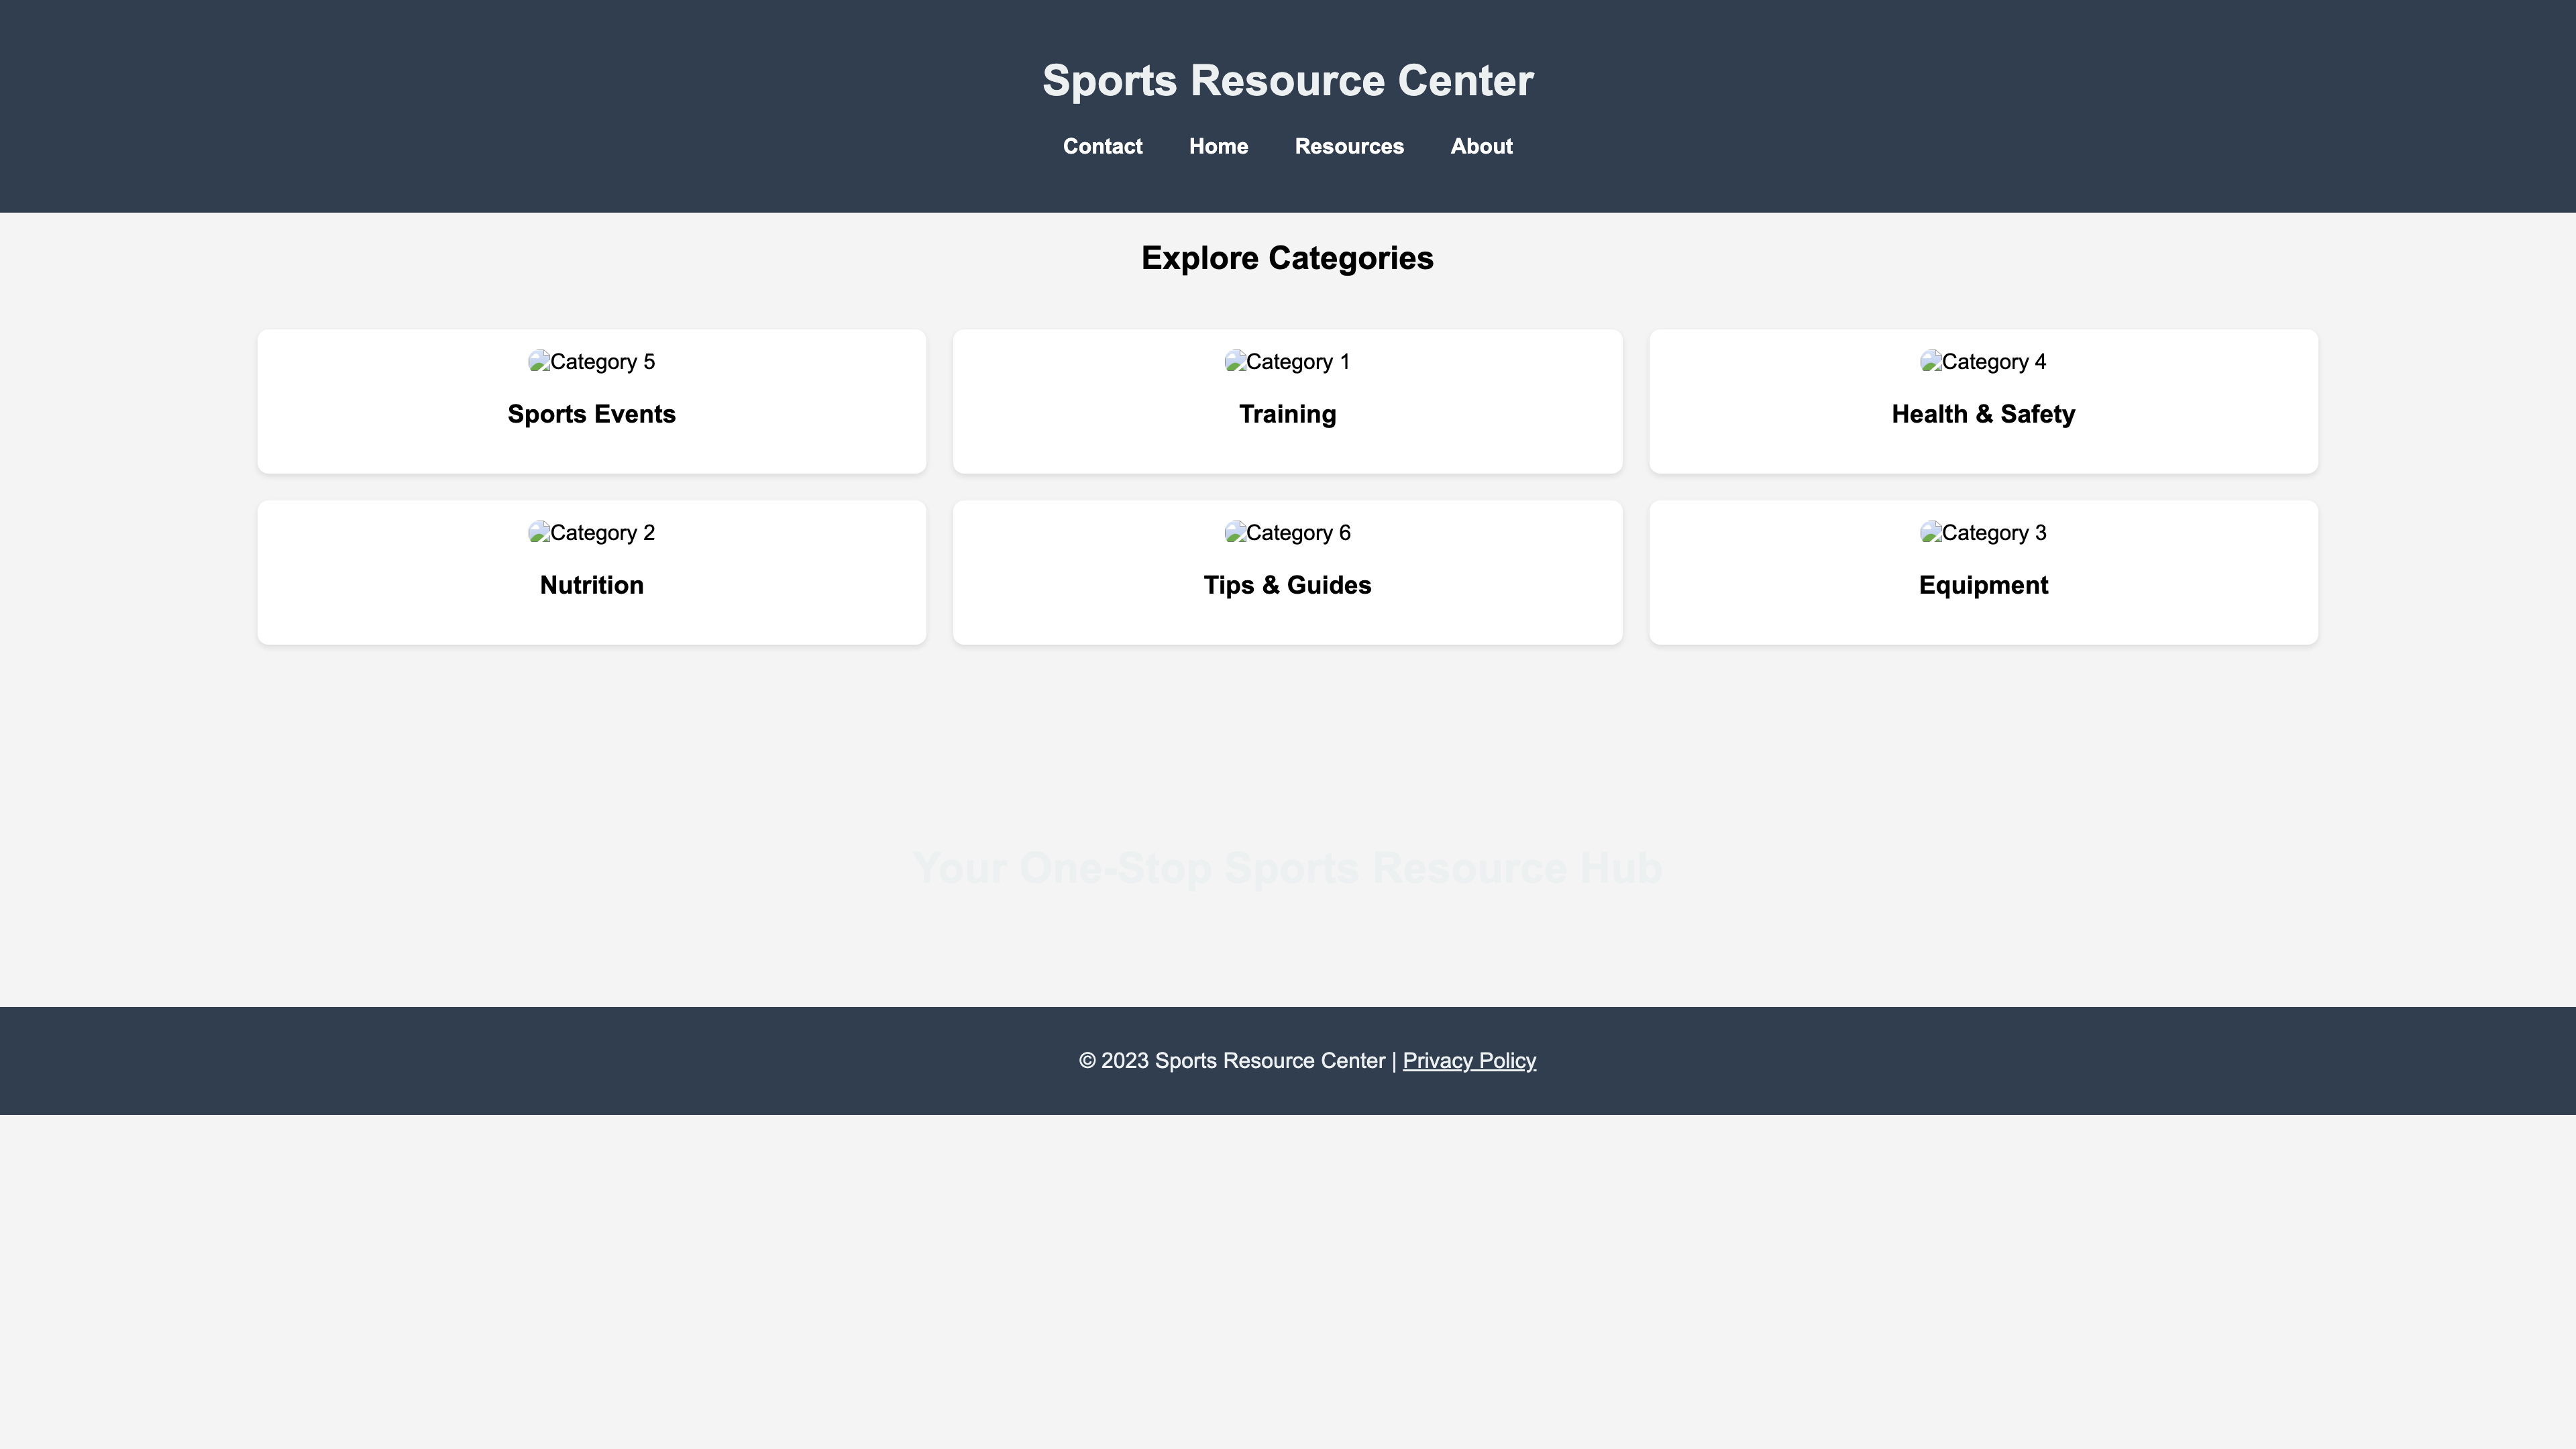 Sports Resource Center
Contact Home Resources About
Explore Categories
Category 5
Sports Events
Category 1
Training
Category 4
Health & Safety
Category 2
Nutrition
Category 6
Tips & Guides
Category 3
Equipment
Your One-Stop Sports Resource Hub
© 2023 Sports Resource Center | Privacy Policy